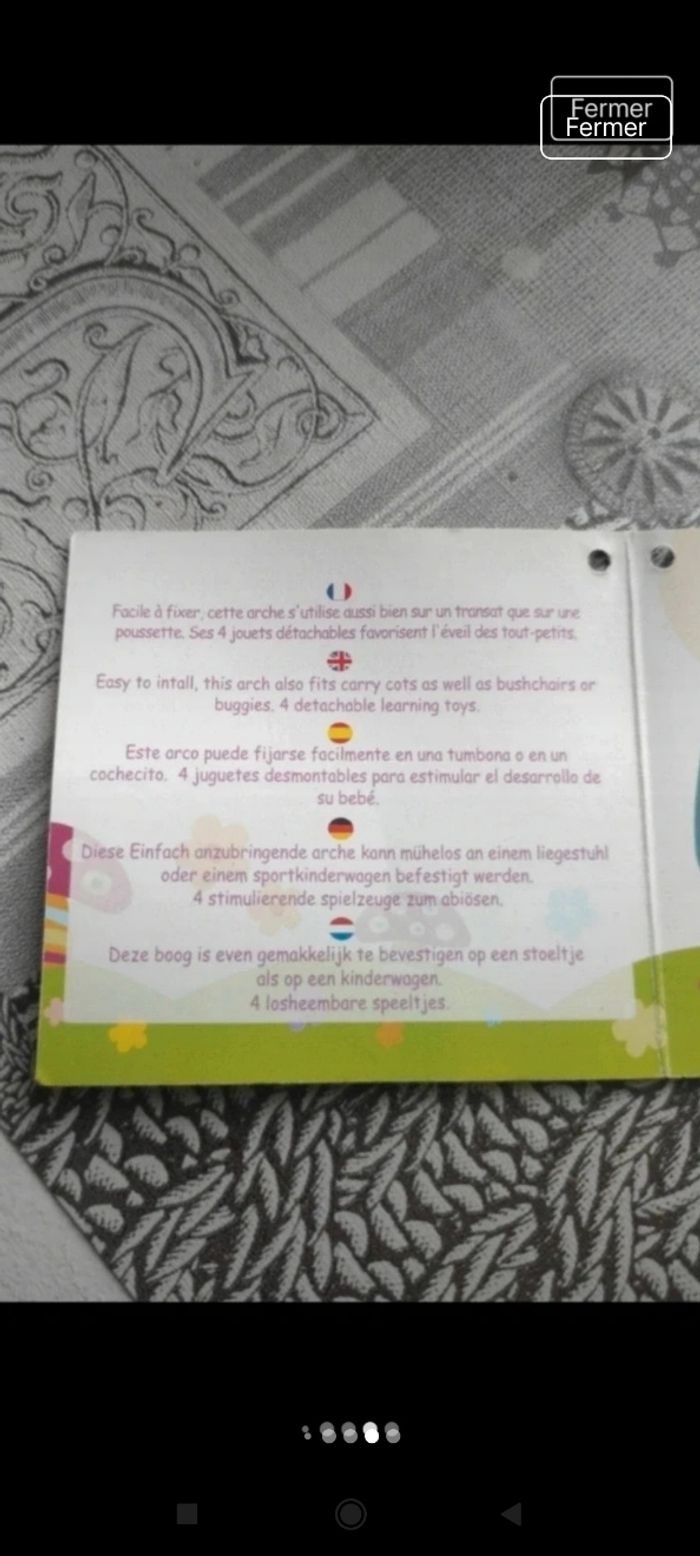 Fermer
Fermer
Facile à fixer, cette arche s'utilise aussi bien sur un transat que sur une
poussette. Ses 4 jouets détachables favorisent l'éveil des tout-petits.
Easy to intall, this arch also fits carry cots as well as bushchairs or
buggies. 4 detachable learning toys.
Este arco puede fijarse facilmente en una tumbona o en un
cochecito. 4 juguetes desmontables para estimular el desarrollo de
su bebé.
Diese Einfach anzubringende arche kann mühelos an einem liegestuhl
oder einem sportkinderwagen befestigt werden.
4 stimulierende spielzeuge zum abiösen.
Deze boog is even gemakkelijk te bevestigen op een stoeltje
als op een kinderwagen.
4 losheembare speeltjes.